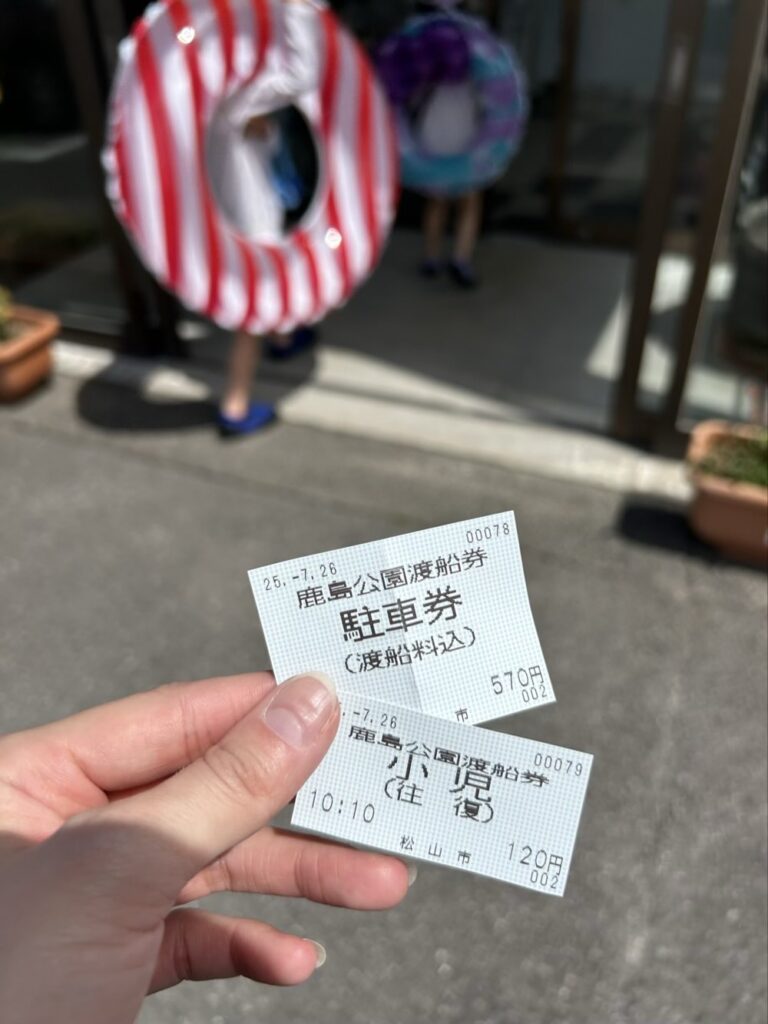 25.-7.26
00078
鹿島公園渡船券
駐車券
(渡船料込)
570円
市
002
.-7.26
00079
鹿島公園渡船券
小児
(往 復)
10:10
松山市
120円
002